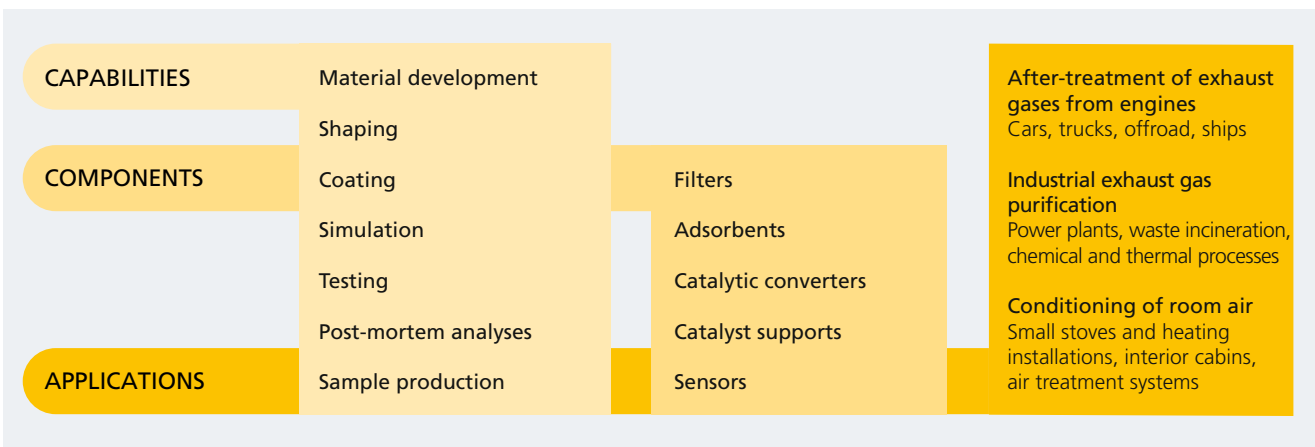 CAPABILITIES
Material development
Shaping
Coating
Simulation
Testing
Post-mortem analyses
Sample production
COMPONENTS
Filters
Adsorbents
Catalytic converters
Catalyst supports
Sensors
APPLICATIONS
After-treatment of exhaust
gases from engines
Cars, trucks, offroad, ships
Industrial exhaust gas
purification
Power plants, waste incineration,
chemical and thermal processes
Conditioning of room air
Small stoves and heating
installations, interior cabins,
air treatment systems